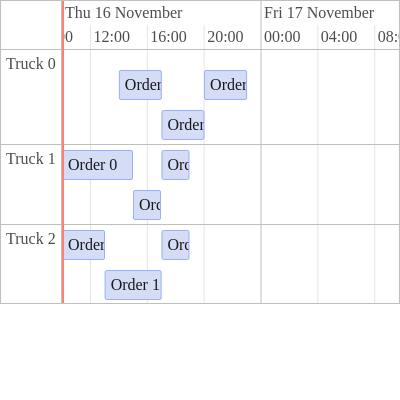 Thu 16 November Fri 17 November
12:00 16:00 20:00 00:00 04:00
Truck 0
Order Order
Order
Truck 1 Order 0
Truck 2 Order
Order 1